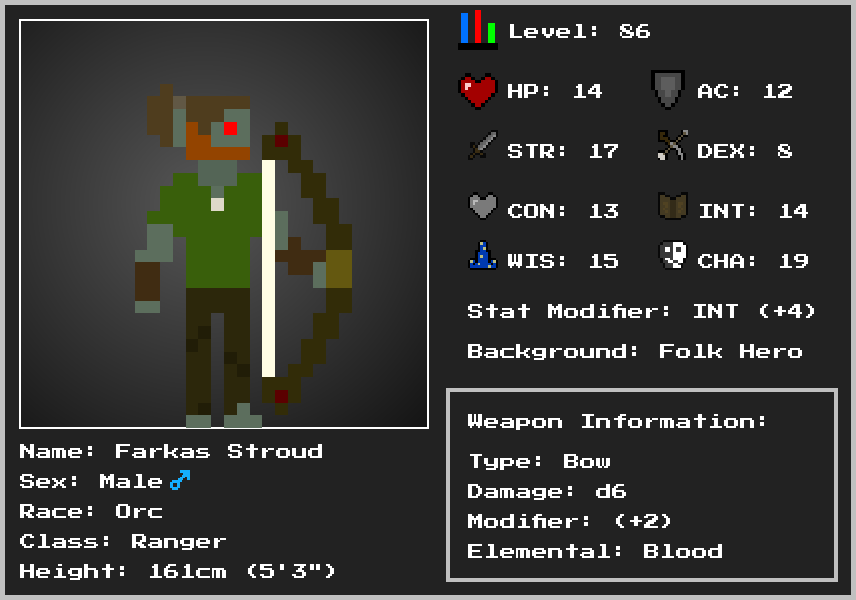 Level: 86
HP: 14
AC: 12
STR: 17
DEX: 8
CON: 13
INT: 14
WIS: 15
CHA: 19
Stat Modifier: INT (+4)
Background: Folk Hero
Weapon Information:
Type: Bow
Damage: d6
Modifier: (+2)
Elemental: Blood
Name: Farkas Stroud
Sex: Male♂
Race: Orc
Class: Ranger
Height: 161cm (5'3")